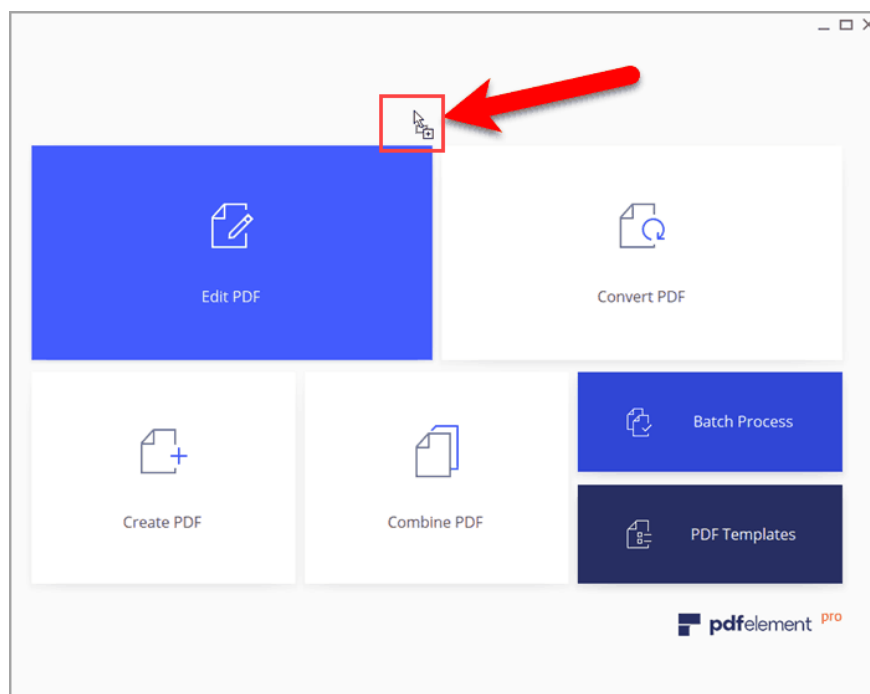 Edit PDF
Convert PDF
Create PDF
Combine PDF
Batch Process
PDF Templates
pdfelement pro